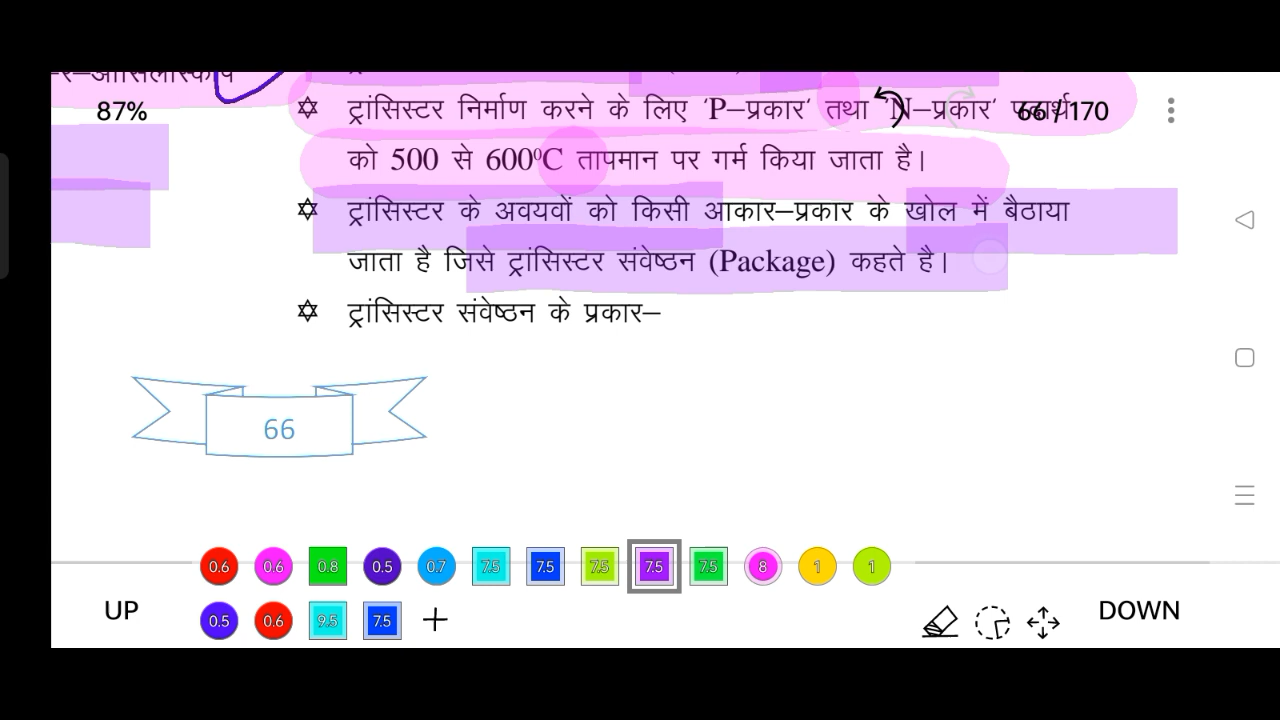 87%
66 / 170
✡ ट्रांसिस्टर निर्माण करने के लिए ‘P–प्रकार‘ तथा ‘N–प्रकार‘
को 500 से 600⁰C तापमान पर गर्म किया जाता है।
✡ ट्रांसिस्टर के अवयवों को किसी आकार–प्रकार के खोल में बैठाया
जाता है जिसे ट्रांसिस्टर संवेष्ठन (Package) कहते है।
✡ ट्रांसिस्टर संवेष्ठन के प्रकार–
66
0.6 0.6 0.8 0.5 0.7 7.5 7.5 7.5 7.5 7.5 8 1 1
UP 0.5 0.6 9.5 7.5 + DOWN